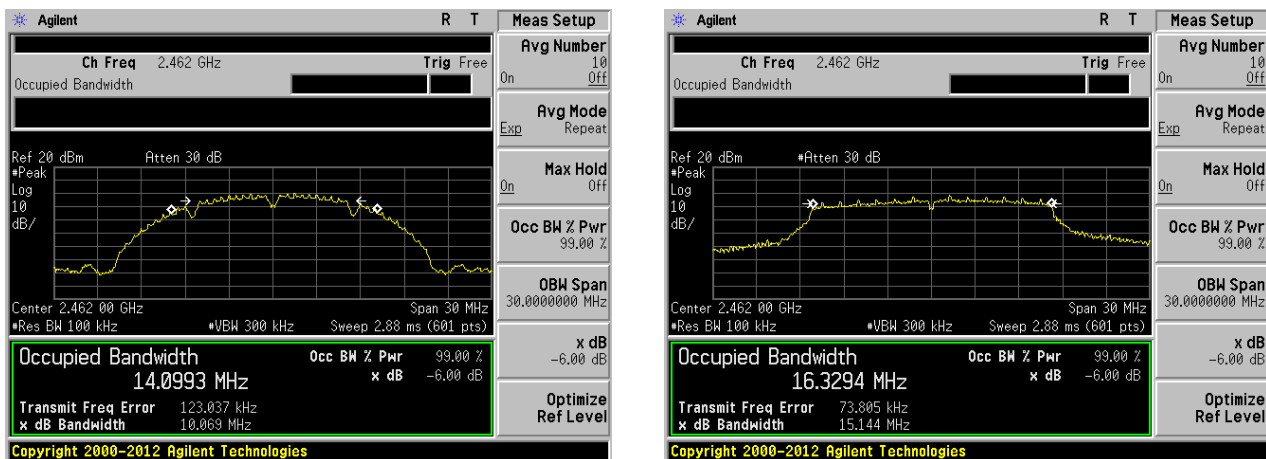 Agilent R T
Ch Freq 2.462 GHz Trig Free
Occupied Bandwidth
Ref 20 dBm Atten 30 dB
#Peak
Log
10
dB/
Center 2.462 00 GHz Span 30 MHz
#Res BW 100 kHz #VBW 300 kHz Sweep 2.88 ms (601 pts)
Occupied Bandwidth Occ BW % Pwr 99.00 %
14.0993 MHz x dB -6.00 dB
Transmit Freq Error 123.037 kHz
x dB Bandwidth 10.069 MHz
Copyright 2000-2012 Agilent Technologies
Meas Setup
Avg Number
10
On Off
Avg Mode
Exp Repeat
Max Hold
On Off
Occ BW % Pwr
99.00 %
OBW Span
30.0000000 MHz
x dB
-6.00 dB
Optimize
Ref Level
Agilent R T
Ch Freq 2.462 GHz Trig Free
Occupied Bandwidth
Ref 20 dBm #Atten 30 dB
#Peak
Log
10
dB/
Center 2.462 00 GHz Span 30 MHz
#Res BW 100 kHz #VBW 300 kHz Sweep 2.88 ms (601 pts)
Occupied Bandwidth Occ BW % Pwr 99.00 %
16.3294 MHz x dB -6.00 dB
Transmit Freq Error 73.805 kHz
x dB Bandwidth 15.144 MHz
Copyright 2000-2012 Agilent Technologies
Meas Setup
Avg Number
10
On Off
Avg Mode
Exp Repeat
Max Hold
On Off
Occ BW % Pwr
99.00 %
OBW Span
30.0000000 MHz
x dB
-6.00 dB
Optimize
Ref Level